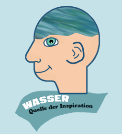 WASSER
Quelle der Inspiration